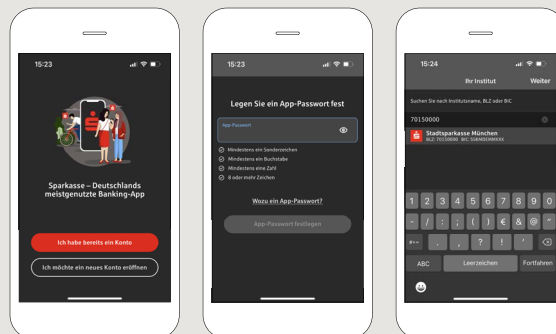 15:23
Sparkasse – Deutschlands
meistgenutzte Banking-App
Ich habe bereits ein Konto
Ich möchte ein neues Konto eröffnen
15:23
Legen Sie ein App-Passwort fest
App-Passwort
Mindestens ein Sonderzeichen
Mindestens ein Buchstabe
Mindestens eine Zahl
8 oder mehr Zeichen
Wozu ein App-Passwort?
App-Passwort festlegen
15:24
Ihr Institut Weiter
Suchen Sie nach Institutsname, BLZ oder BIC
70150000
Stadtsparkasse München
BLZ: 70150000 BIC: SSKMDEMMXXX
1 2 3 4 5 6 7 8 9 0
- / : ; ( ) € & @ "
#+= . , ? ! '
ABC Leerzeichen Fortfahren